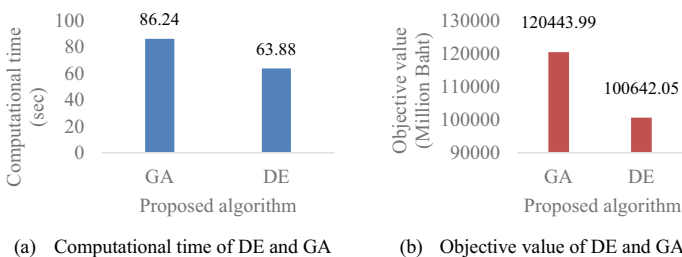 Computational time
(sec)
100
80
60
40
20
0
86.24
63.88
GA DE
Proposed algorithm
(a) Computational time of DE and GA
Objective value
(Million Baht)
130000
120000
110000
100000
90000
120443.99
100642.05
GA DE
Proposed algorithm
(b) Objective value of DE and GA